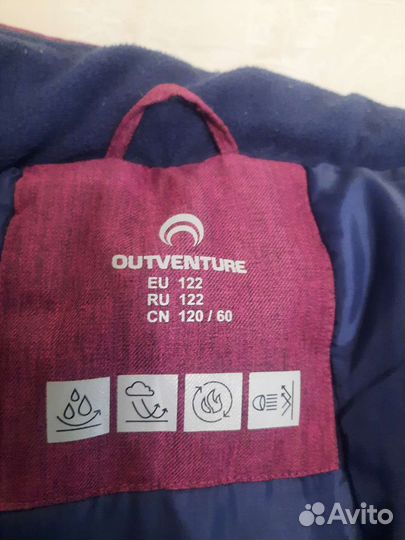 OUTVENTURE
EU 122
RU 122
CN 120 / 60
Avito